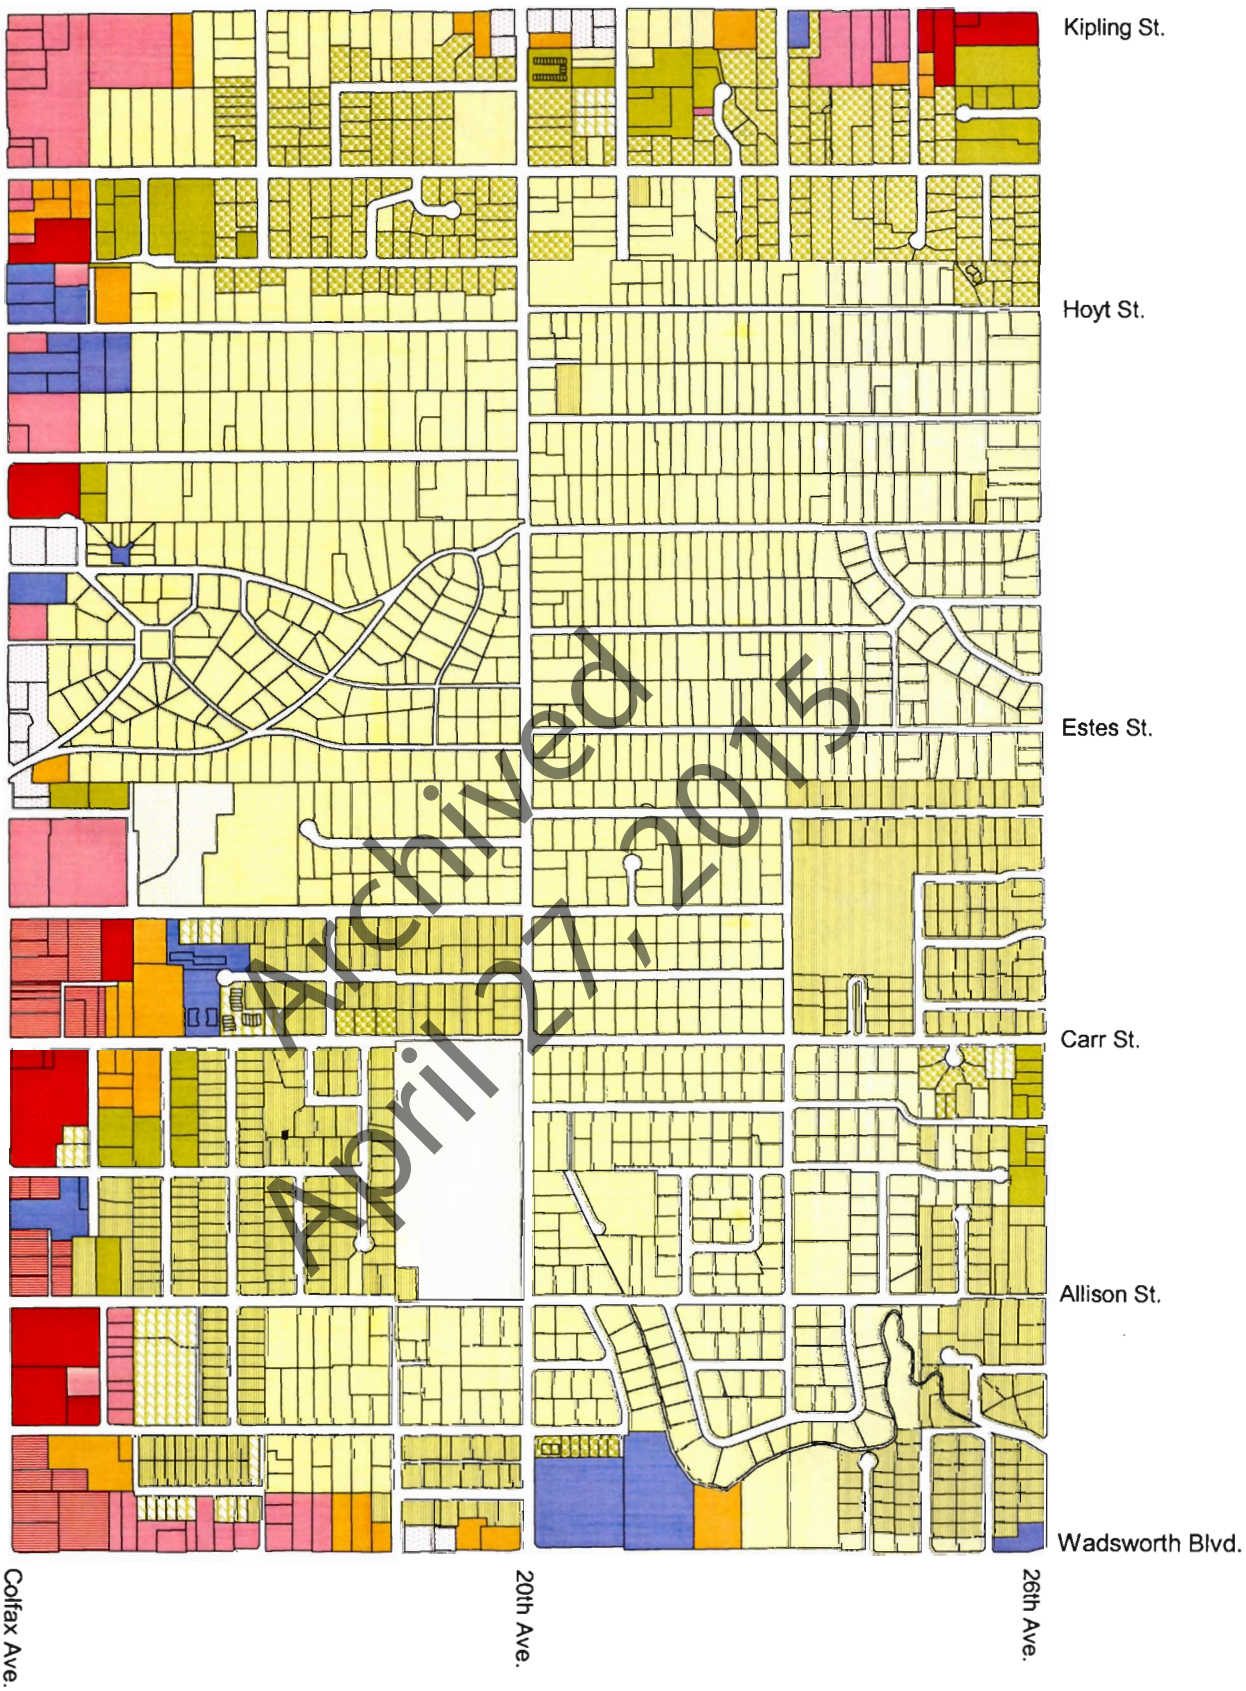 Kipling St.
Hoyt St.
Estes St.
Carr St.
Allison St.
Wadsworth Blvd.
Colfax Ave.
20th Ave.
26th Ave.
Archived
April 27, 2015